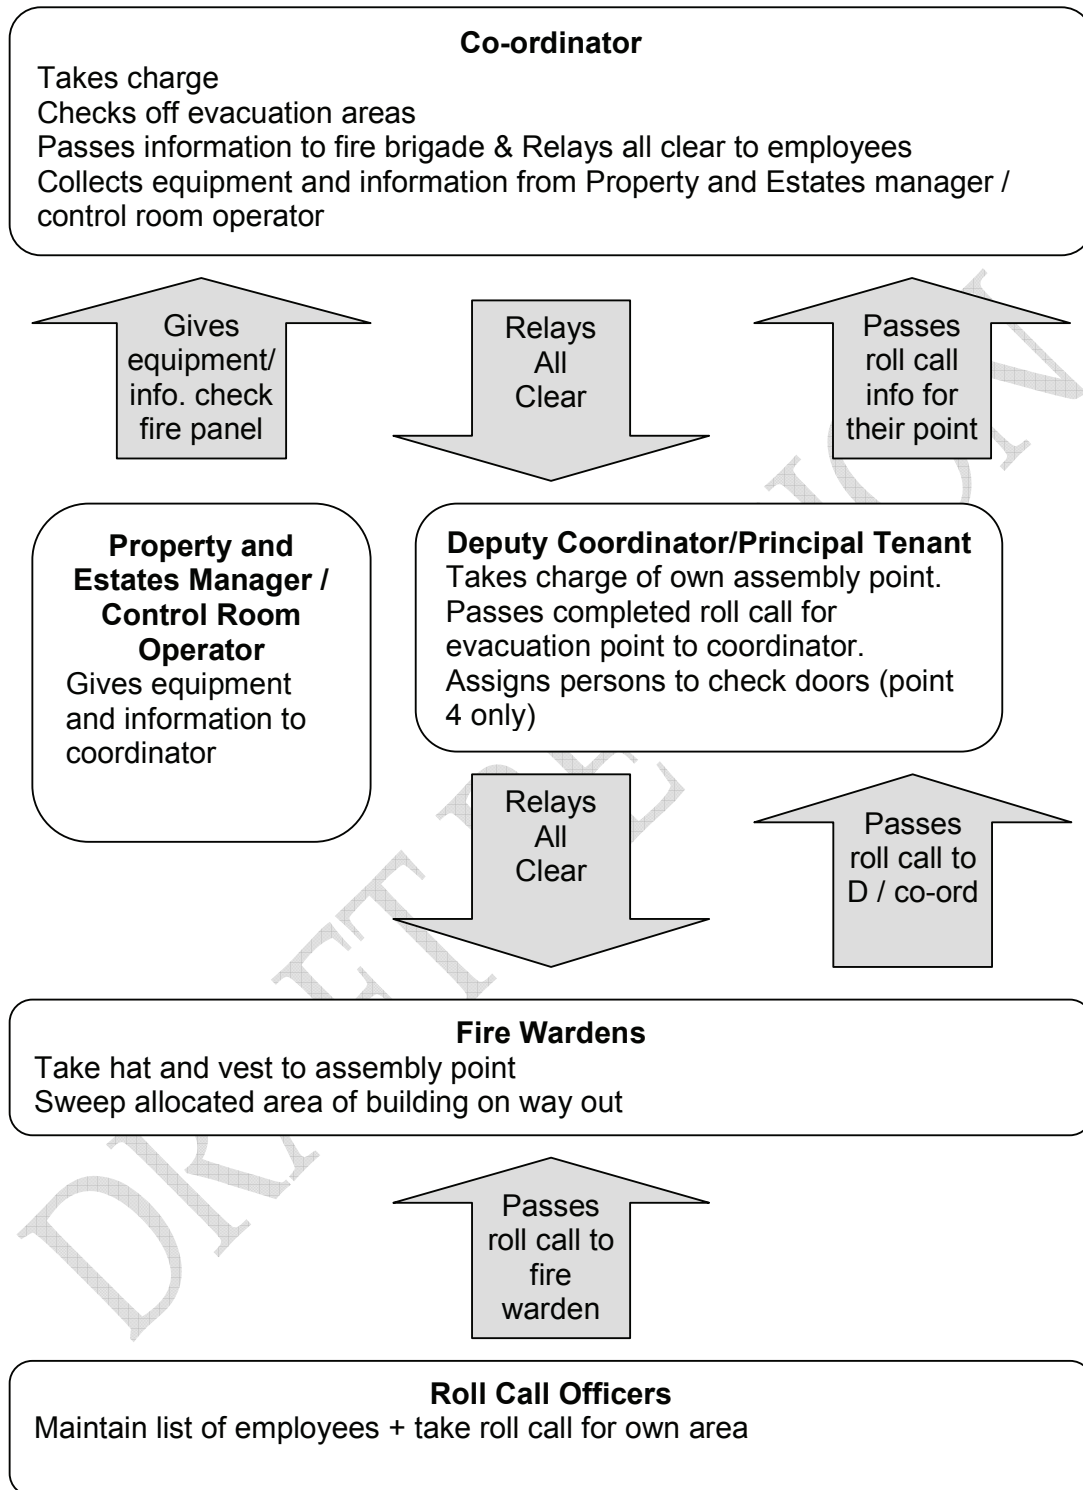 Co-ordinator
Takes charge
Checks off evacuation areas
Passes information to fire brigade & Relays all clear to employees
Collects equipment and information from Property and Estates manager /
control room operator
Gives
equipment/
info. check
fire panel
Relays
All
Clear
Passes
roll call
info for
their point
Property and
Estates Manager /
Control Room
Operator
Gives equipment
and information to
coordinator
Deputy Coordinator/Principal Tenant
Takes charge of own assembly point.
Passes completed roll call for
evacuation point to coordinator.
Assigns persons to check doors (point
4 only)
Relays
All
Clear
Passes
roll call to
D / co-ord
Fire Wardens
Take hat and vest to assembly point
Sweep allocated area of building on way out
Passes
roll call to
fire
warden
Roll Call Officers
Maintain list of employees + take roll call for own area
DRAFT